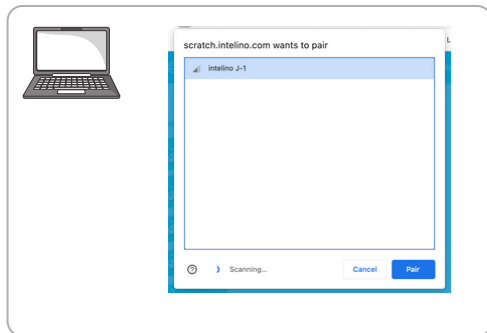 scratch.intelino.com wants to pair
intelino J-1
Scanning...
Cancel
Pair